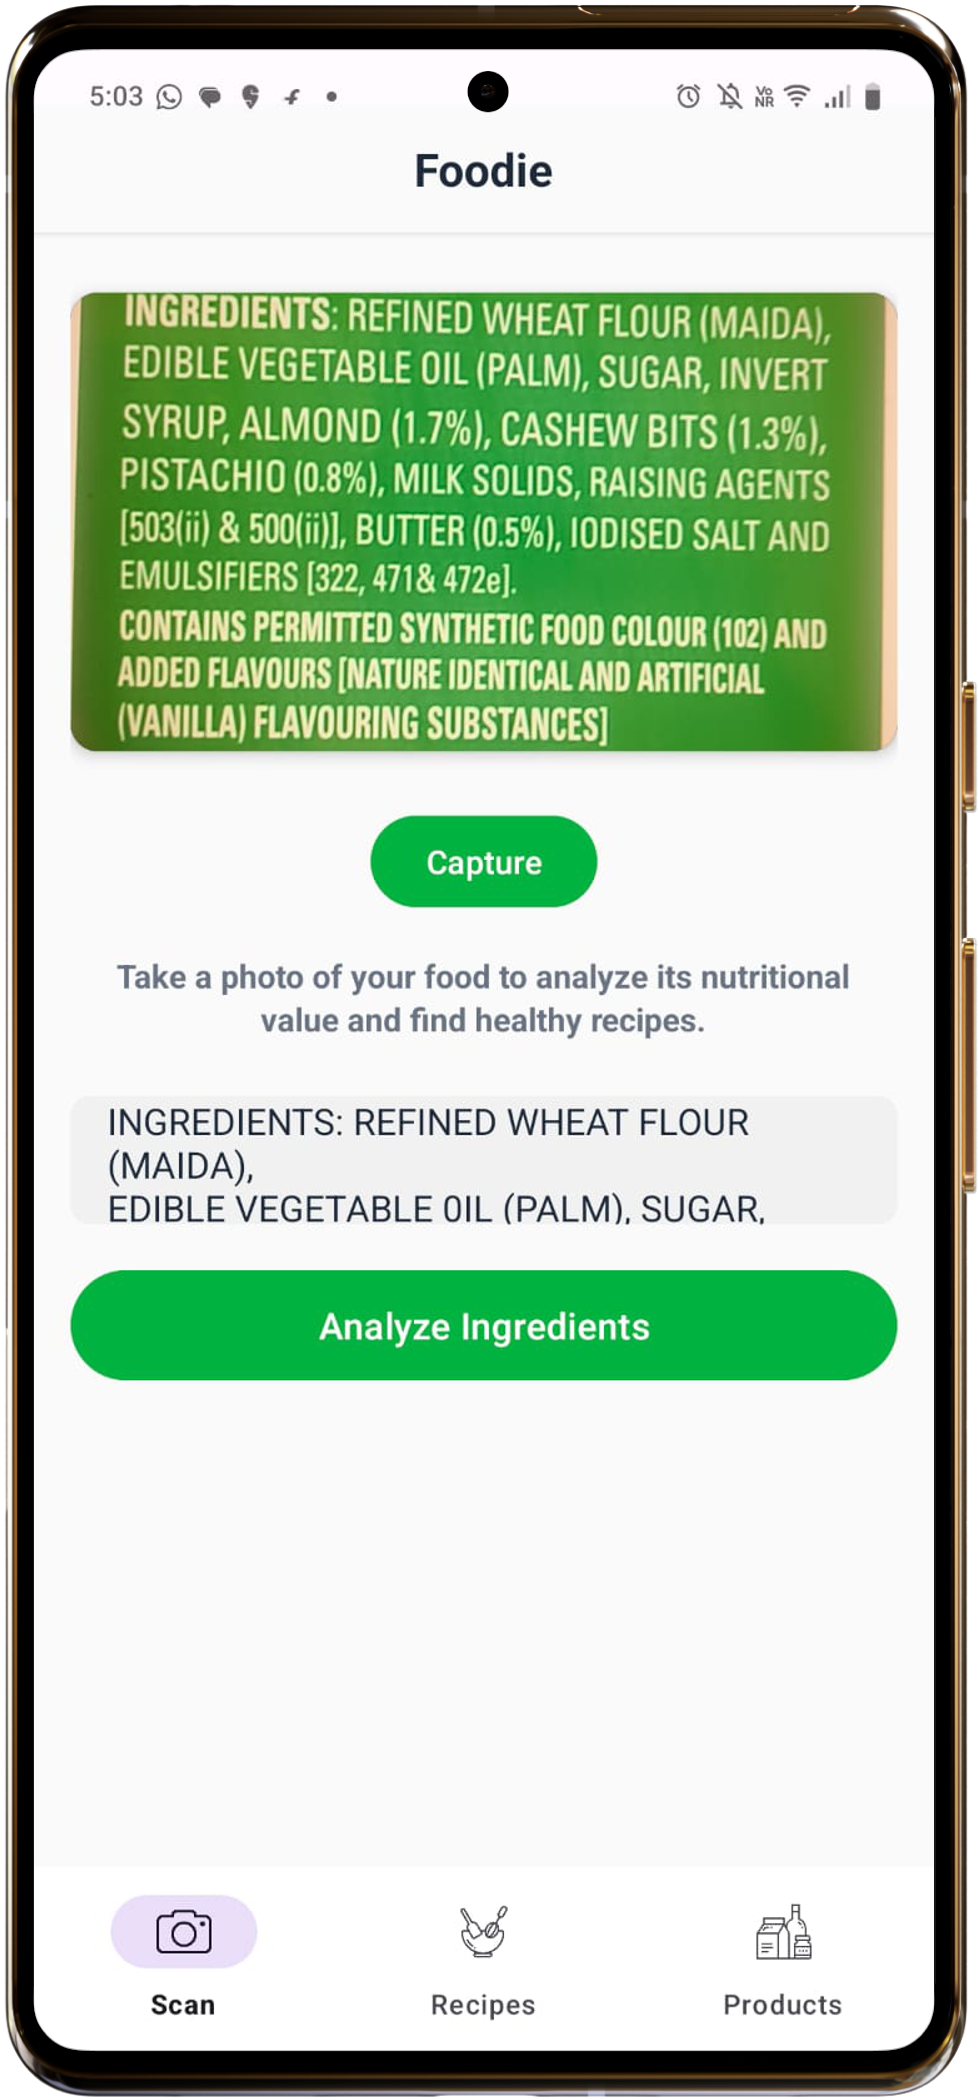 5:03
Vo
NR
Foodie
INGREDIENTS: REFINED WHEAT FLOUR (MAIDA),
EDIBLE VEGETABLE OIL (PALM), SUGAR, INVERT
SYRUP, ALMOND (1.7%), CASHEW BITS (1.3%),
PISTACHIO (0.8%), MILK SOLIDS, RAISING AGENTS
[503(ii) & 500(ii)], BUTTER (0.5%), IODISED SALT AND
EMULSIFIERS [322, 471& 472e].
CONTAINS PERMITTED SYNTHETIC FOOD COLOUR (102) AND
ADDED FLAVOURS [NATURE IDENTICAL AND ARTIFICIAL
(VANILLA) FLAVOURING SUBSTANCES]
Capture
Take a photo of your food to analyze its nutritional
value and find healthy recipes.
INGREDIENTS: REFINED WHEAT FLOUR
(MAIDA),
EDIBLE VEGETABLE 0IL (PALM), SUGAR,
Analyze Ingredients
Scan
Recipes
Products